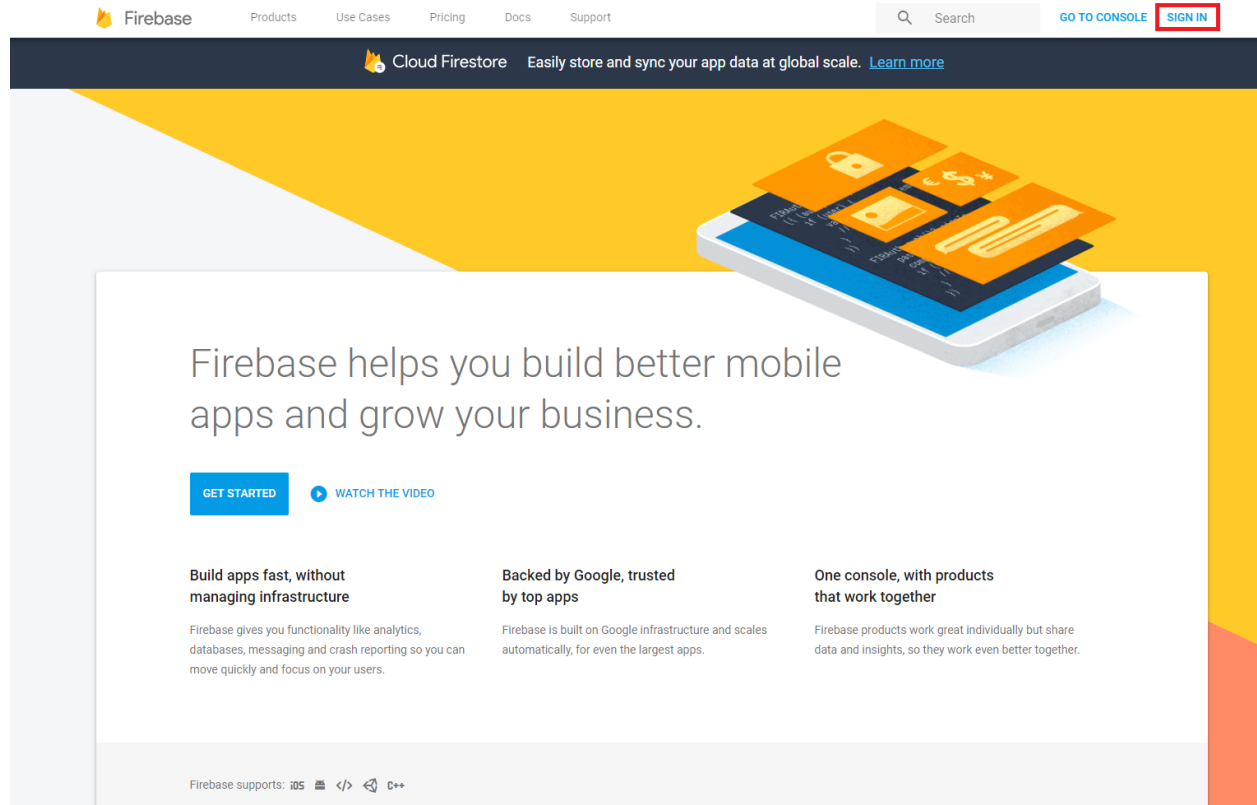 Firebase Products Use Cases Pricing Docs Support Search GO TO CONSOLE SIGN IN
Cloud Firestore Easily store and sync your app data at global scale. Learn more
Firebase helps you build better mobile
apps and grow your business.
GET STARTED WATCH THE VIDEO
Build apps fast, without
managing infrastructure
Firebase gives you functionality like analytics,
databases, messaging and crash reporting so you can
move quickly and focus on your users.
Backed by Google, trusted
by top apps
Firebase is built on Google infrastructure and scales
automatically, for even the largest apps.
One console, with products
that work together
Firebase products work great individually but share
data and insights, so they work even better together.
Firebase supports: iOS </> C++